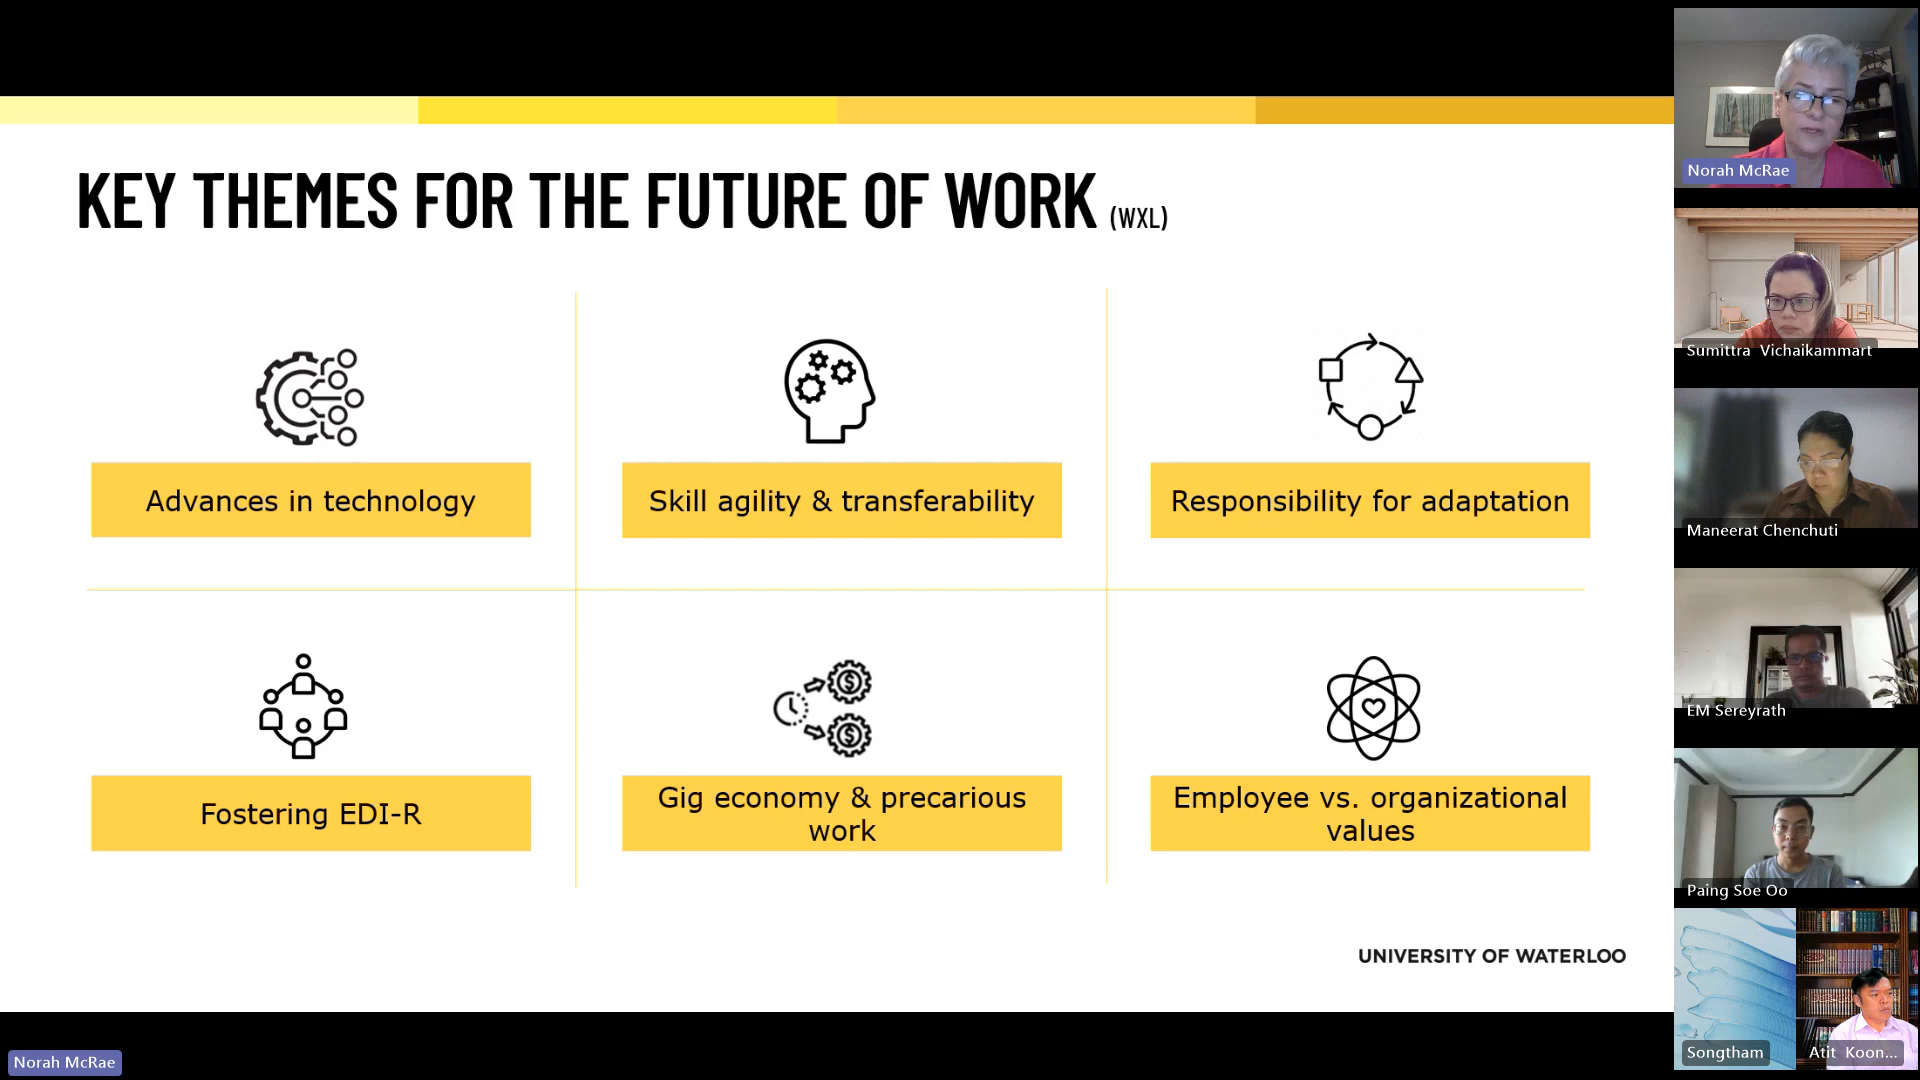 KEY THEMES FOR THE FUTURE OF WORK (WXL)
Advances in technology
Skill agility & transferability
Responsibility for adaptation
Fostering EDI-R
Gig economy & precarious
work
Employee vs. organizational
values
UNIVERSITY OF WATERLOO
Norah McRae
Norah McRae
Sumittra Vichaikammart
Maneerat Chenchuti
EM Sereyrath
Paing Soe Oo
Songtham
Atit Koon...